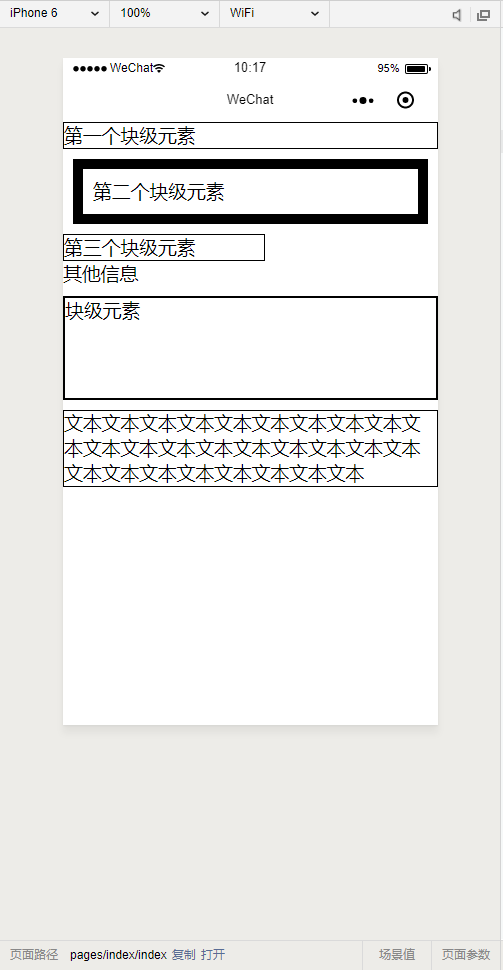 iPhone 6 100% WiFi
WeChat 10:17 95%
WeChat
第一个块级元素
第二个块级元素
第三个块级元素
其他信息
块级元素
文本文本文本文本文本文本文本文本文本文
本文本文本文本文本文本文本文本文本文本
文本文本文本文本文本文本文本文本
页面路径 pages/index/index 复制 打开 场景值 页面参数